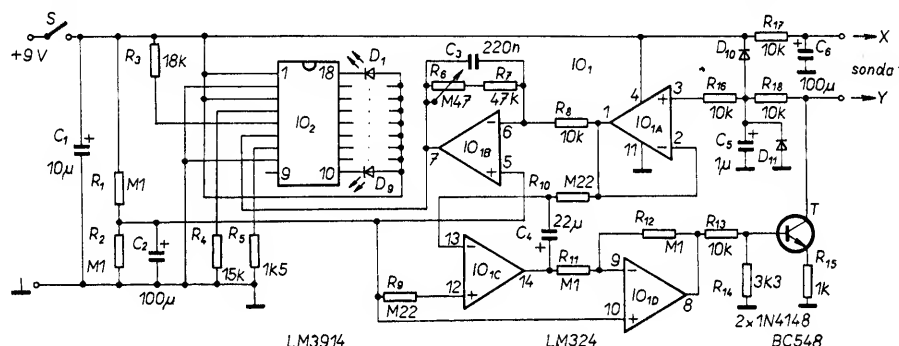 S
+9V
R3
18k
C1
10µ
R1
M1
R2
M1
C2
100µ
R4
15k
R5
1k5
1
18
IO2
9
10
D1
D9
C3
220n
R6
M47
R7
47k
IO1
R8
10k
IO1B
6
5
7
IO1A
1
3
2
4
11
R16
10k
R17
10k
R18
10k
D10
D11
C5
1µ
C6
100µ
X
sonda
Y
R10
M22
C4
22µ
R9
M22
IO1C
13
12
14
R11
M1
R12
M1
IO1D
9
10
8
R13
10k
R14
3k3
T
R15
1k
LM3914
LM324
2×1N4148
BC548